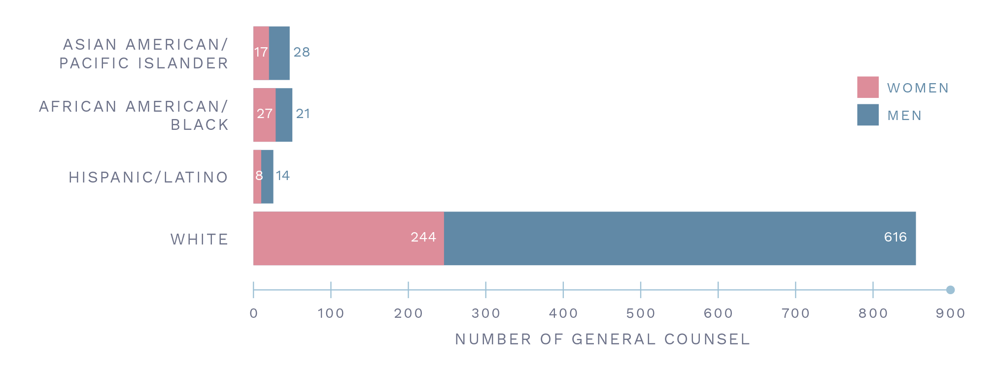 ASIAN AMERICAN/
PACIFIC ISLANDER
17 28
AFRICAN AMERICAN/
BLACK
27 21
HISPANIC/LATINO
8 14
WHITE
244 616
WOMEN
MEN
0 100 200 300 400 500 600 700 800 900
NUMBER OF GENERAL COUNSEL